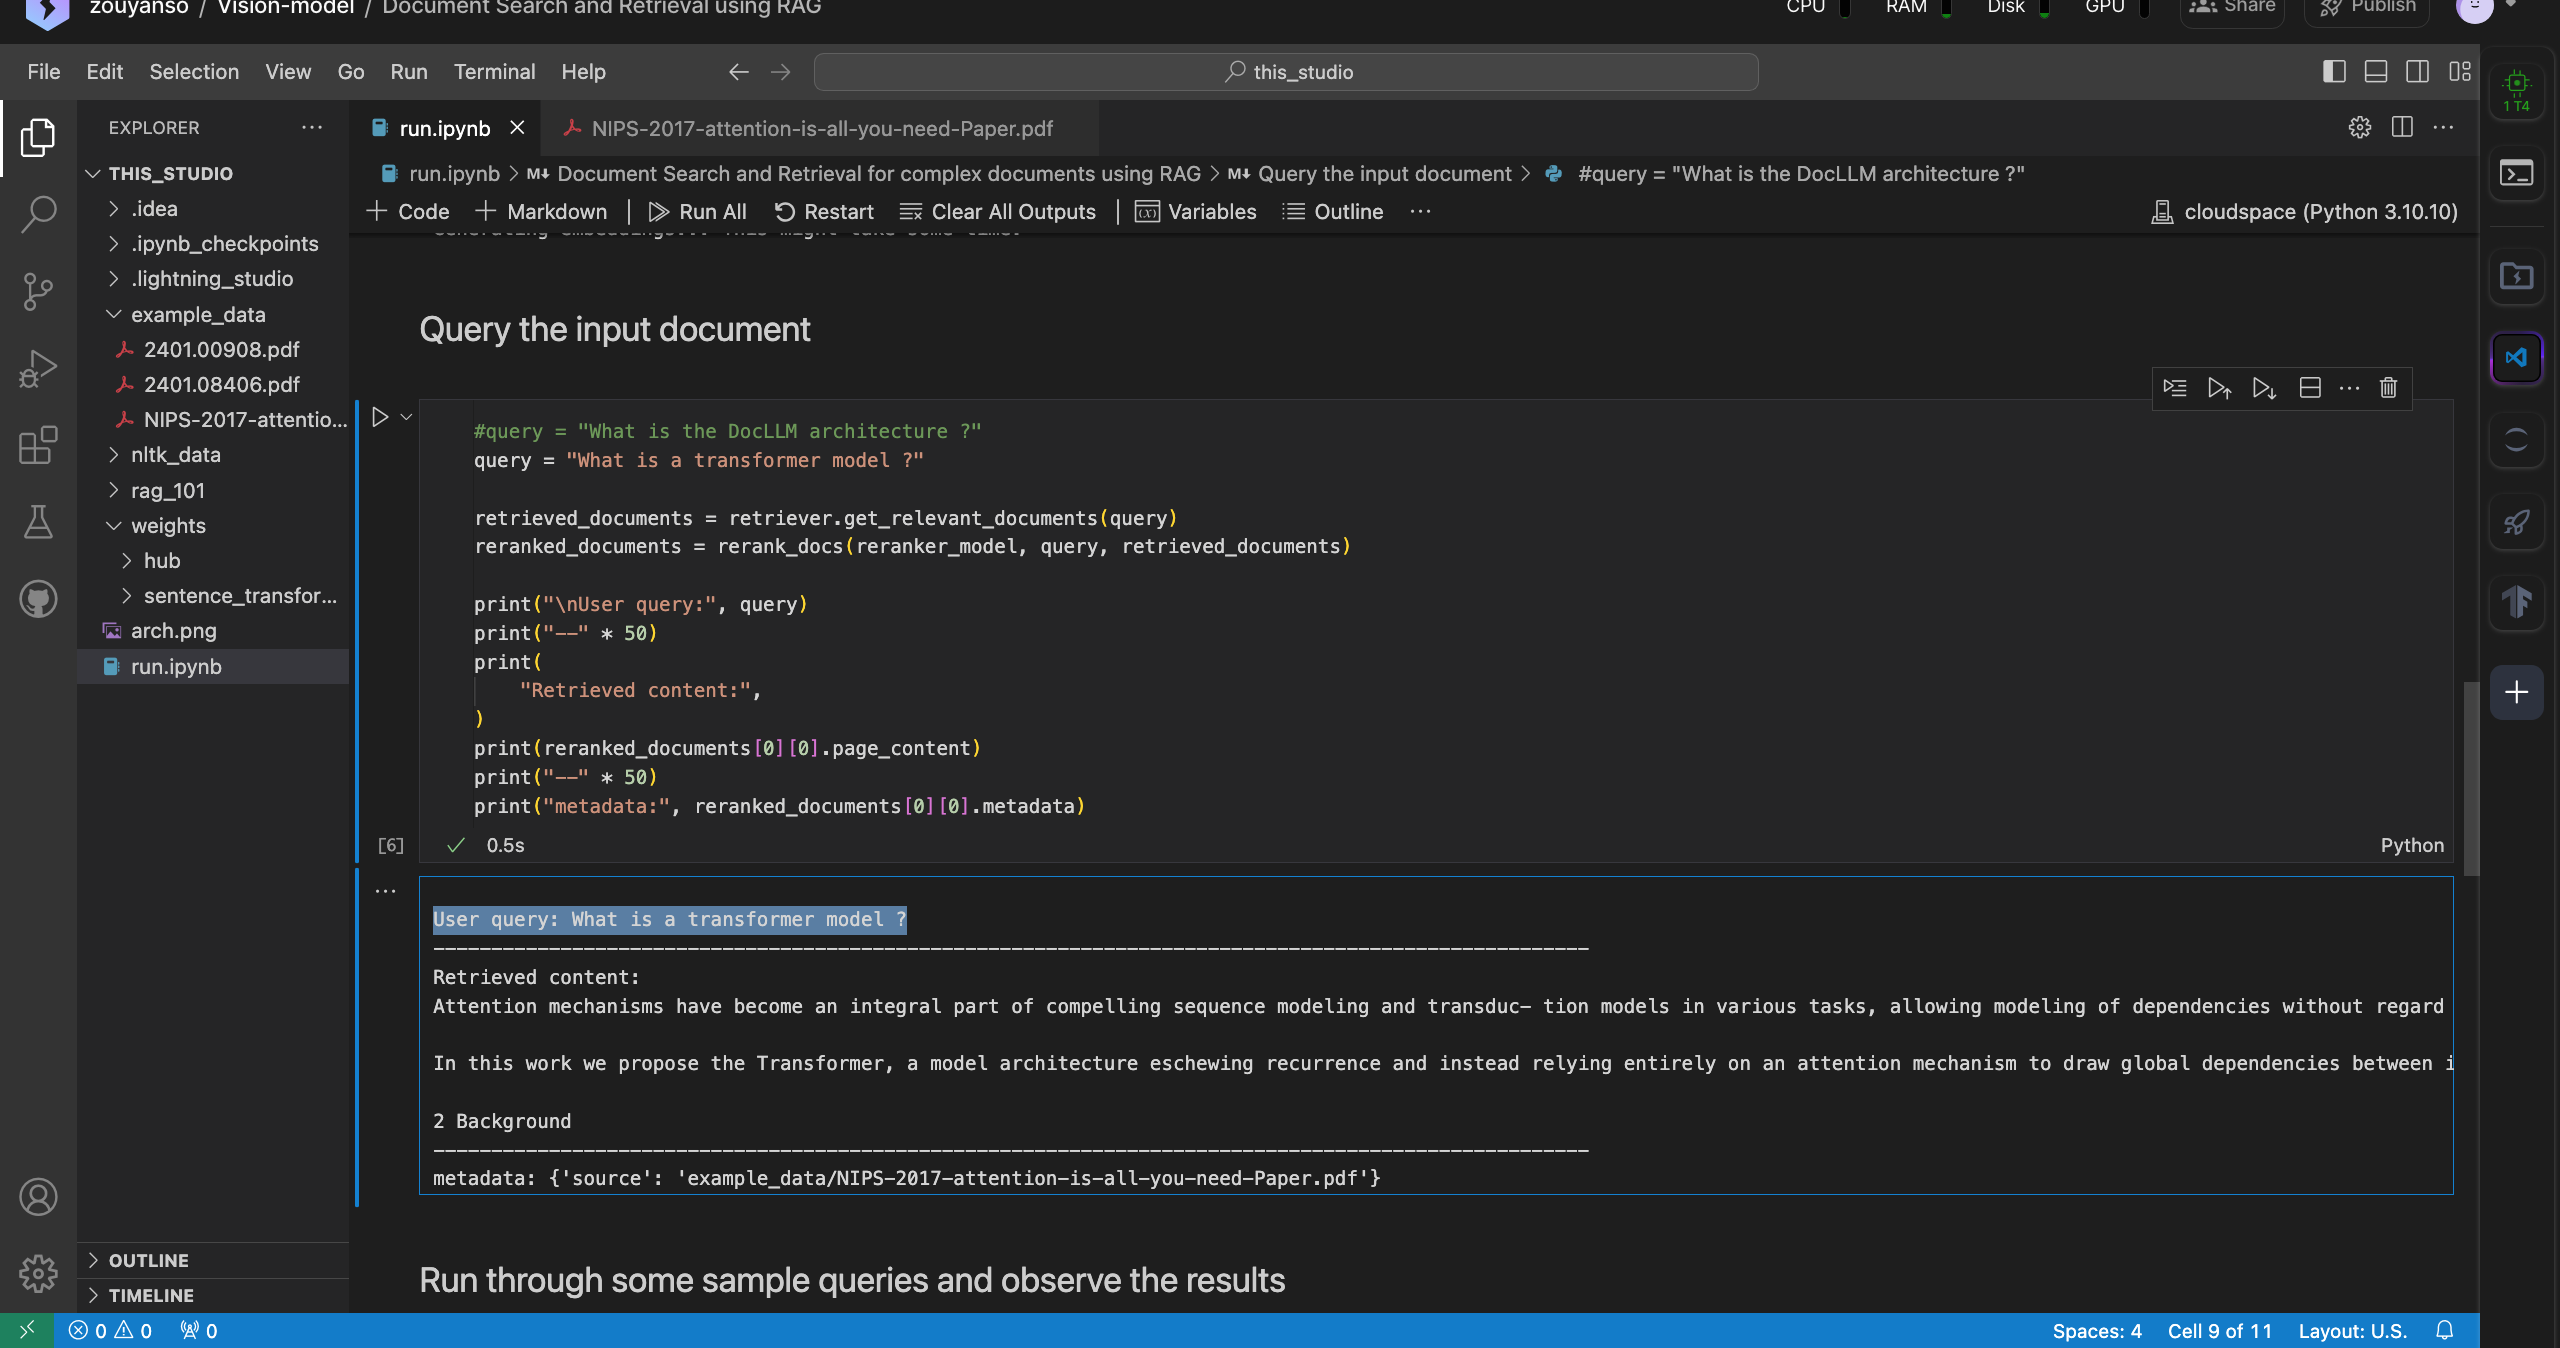 zouyanso / Vision-model / Document Search and Retrieval using RAG
CPU RAM Disk GPU Share Publish
File Edit Selection View Go Run Terminal Help
this_studio
1 T4
EXPLORER
run.ipynb
NIPS-2017-attention-is-all-you-need-Paper.pdf
THIS_STUDIO
.idea
.ipynb_checkpoints
.lightning_studio
example_data
2401.00908.pdf
2401.08406.pdf
NIPS-2017-attentio...
nltk_data
rag_101
weights
hub
sentence_transfor...
arch.png
run.ipynb
OUTLINE
TIMELINE
run.ipynb > M↓ Document Search and Retrieval for complex documents using RAG > M↓ Query the input document > #query = "What is the DocLLM architecture ?"
+ Code + Markdown | Run All Restart Clear All Outputs | Variables Outline ...
cloudspace (Python 3.10.10)
Generating embeddings... This might take some time.
Query the input document
#query = "What is the DocLLM architecture ?"
query = "What is a transformer model ?"
retrieved_documents = retriever.get_relevant_documents(query)
reranked_documents = rerank_docs(reranker_model, query, retrieved_documents)
print("\nUser query:", query)
print("--" * 50)
print(
"Retrieved content:",
)
print(reranked_documents[0][0].page_content)
print("--" * 50)
print("metadata:", reranked_documents[0][0].metadata)
[6] 0.5s
Python
User query: What is a transformer model ?
----------------------------------------------------------------------------------------------------
Retrieved content:
Attention mechanisms have become an integral part of compelling sequence modeling and transduc- tion models in various tasks, allowing modeling of dependencies without regard
In this work we propose the Transformer, a model architecture eschewing recurrence and instead relying entirely on an attention mechanism to draw global dependencies between i
2 Background
----------------------------------------------------------------------------------------------------
metadata: {'source': 'example_data/NIPS-2017-attention-is-all-you-need-Paper.pdf'}
Run through some sample queries and observe the results
0 0 0
Spaces: 4 Cell 9 of 11 Layout: U.S.